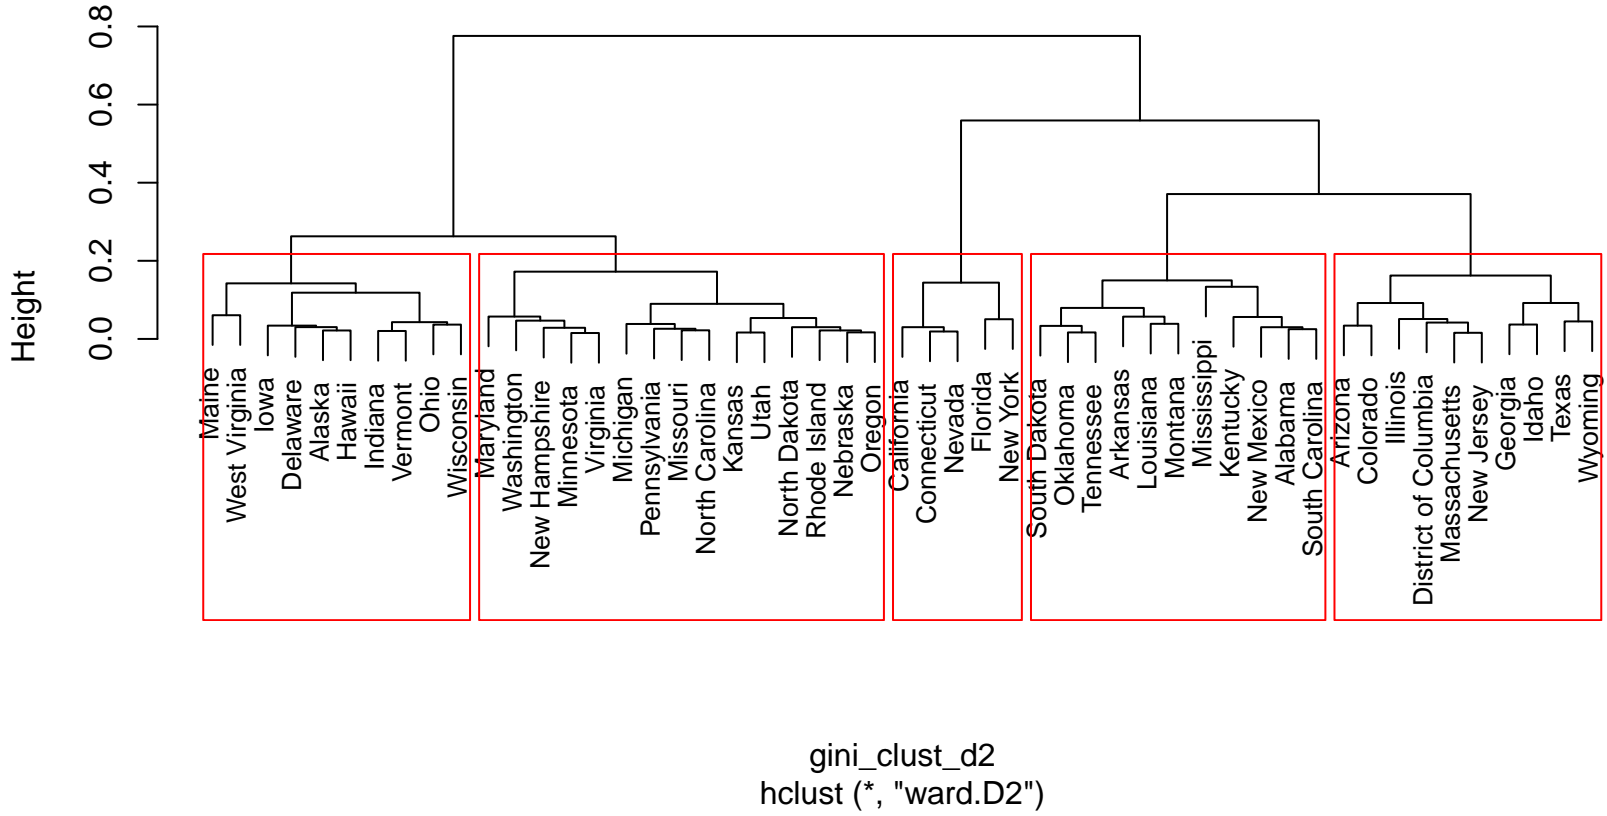 Height
0.0
0.2
0.4
0.6
0.8
Maine
West Virginia
Iowa
Delaware
Alaska
Hawaii
Indiana
Vermont
Ohio
Wisconsin
Maryland
Washington
New Hampshire
Minnesota
Virginia
Michigan
Pennsylvania
Missouri
North Carolina
Kansas
Utah
North Dakota
Rhode Island
Nebraska
Oregon
California
Connecticut
Nevada
Florida
New York
South Dakota
Oklahoma
Tennessee
Arkansas
Louisiana
Montana
Mississippi
Kentucky
New Mexico
Alabama
South Carolina
Arizona
Colorado
Illinois
District of Columbia
Massachusetts
New Jersey
Georgia
Idaho
Texas
Wyoming
gini_clust_d2
hclust (*, "ward.D2")